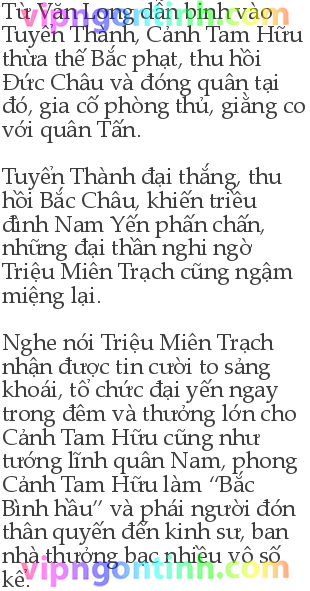 Từ Văn Long dẫn binh vào
vipngontinh.com
Tuyển Thành, Cảnh Tam Hữu
thừa thế Bắc phạt, thu hồi
Đức Châu và đóng quân tại
đó, gia cố phòng thủ, giằng co
với quân Tấn.
Tuyển Thành đại thắng, thu
hồi Bắc Châu, khiến triều
đình Nam Yến phấn chấn,
những đại thần nghi ngờ
Triệu Miên Trạch cũng ngậm
miệng lại.
Nghe nói Triệu Miên Trạch
nhận được tin cười to sảng
khoái, tổ chức đại yến ngay
trong đêm và thưởng lớn cho
Cảnh Tam Hữu cũng như
tướng lĩnh quân Nam, phong
Cảnh Tam Hữu làm “Bắc
Bình hầu” và phái người đón
thân quyến đến kinh sư, ban
nhà thưởng bạc nhiều vô số
kể.
vipngontinh.com